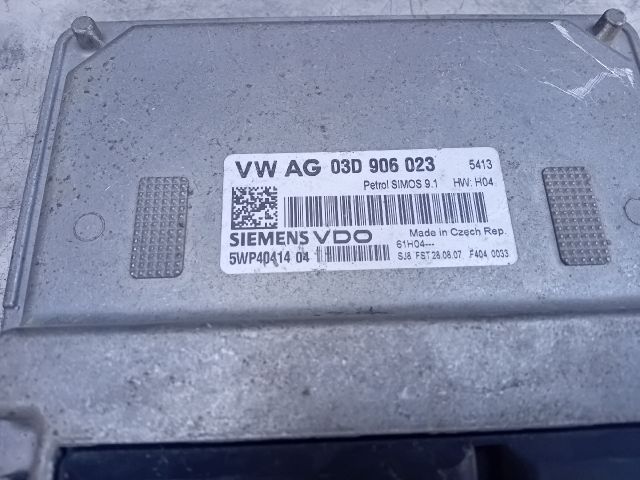 VW AG 03D 906 023 5413
Petrol SIMOS 9.1 HW: H04
SIEMENS VDO Made in Czech Rep.
61H04---
5WP40414 04 SJ8 FST 28.08.07 F404 0033